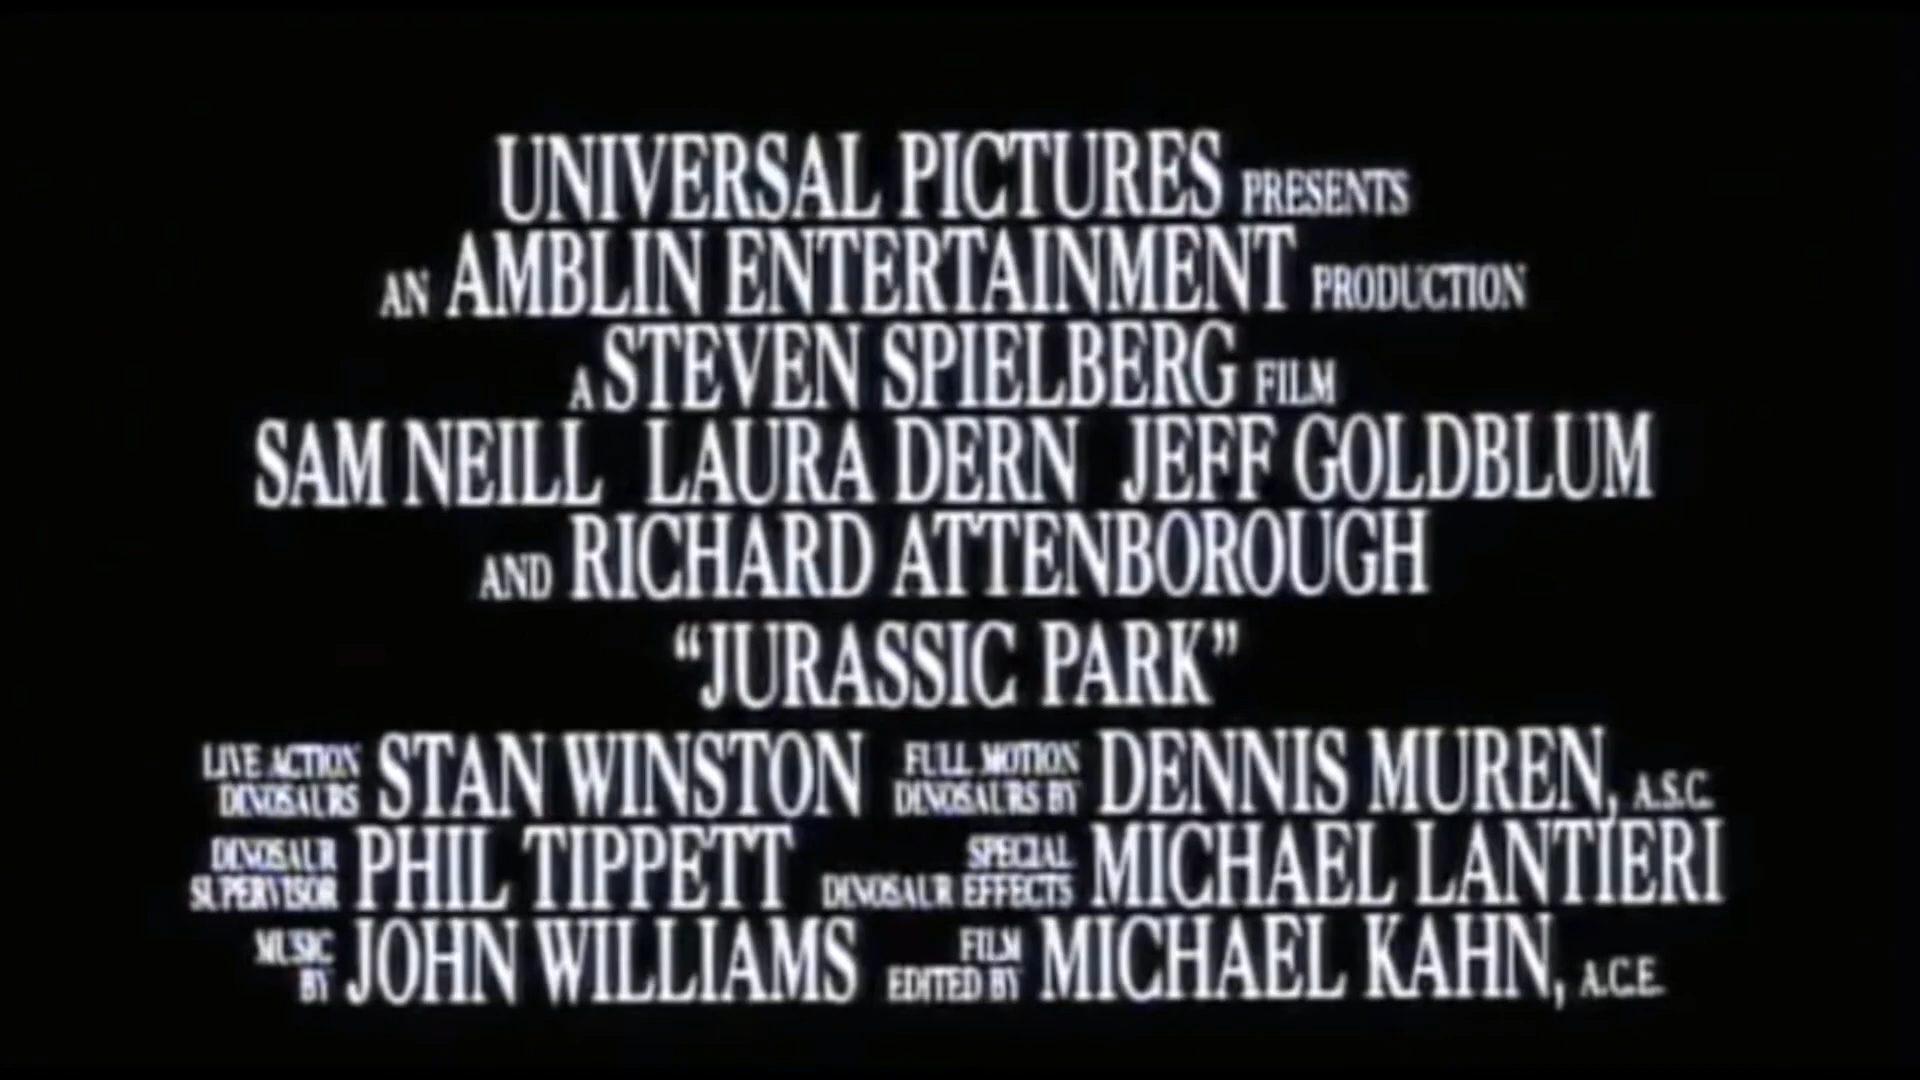 UNIVERSAL PICTURES PRESENTS
AN AMBLIN ENTERTAINMENT PRODUCTION
A STEVEN SPIELBERG FILM
SAM NEILL LAURA DERN JEFF GOLDBLUM
AND RICHARD ATTENBOROUGH
“JURASSIC PARK”
LIVE ACTION DINOSAURS STAN WINSTON FULL MOTION DINOSAURS BY DENNIS MUREN, A.S.C.
DINOSAUR SUPERVISOR PHIL TIPPETT SPECIAL DINOSAUR EFFECTS MICHAEL LANTIERI
MUSIC BY JOHN WILLIAMS FILM EDITED BY MICHAEL KAHN, A.C.E.